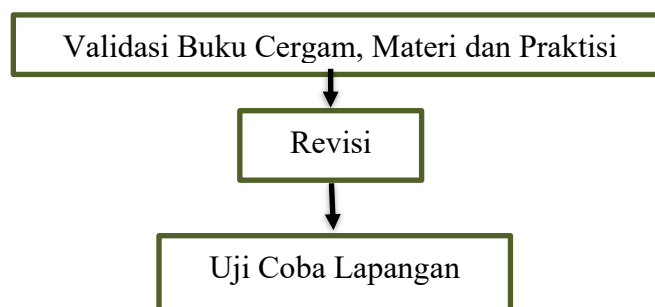 Validasi Buku Cergam, Materi dan Praktisi
Revisi
Uji Coba Lapangan